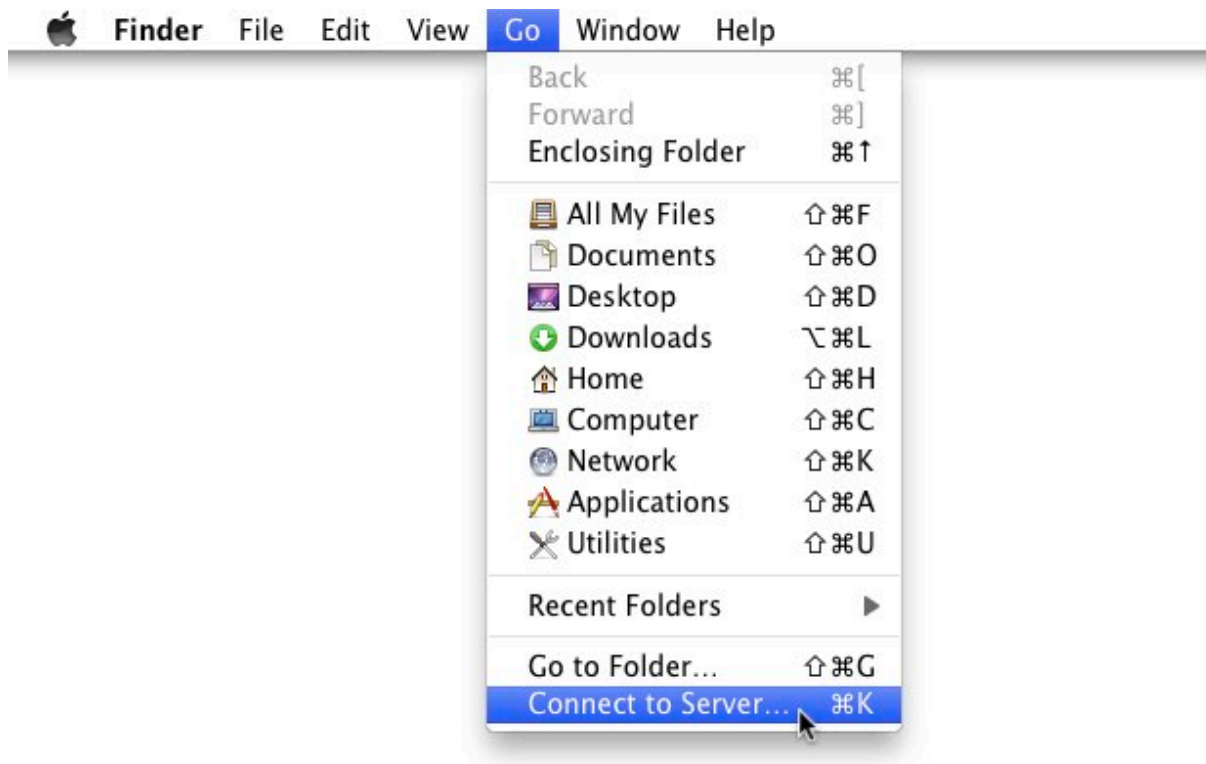 Finder File Edit View Go Window Help
Back ⌘[
Forward ⌘]
Enclosing Folder ⌘↑
All My Files ⇧⌘F
Documents ⇧⌘O
Desktop ⇧⌘D
Downloads ⌥⌘L
Home ⇧⌘H
Computer ⇧⌘C
Network ⇧⌘K
Applications ⇧⌘A
Utilities ⇧⌘U
Recent Folders ▶
Go to Folder... ⇧⌘G
Connect to Server... ⌘K